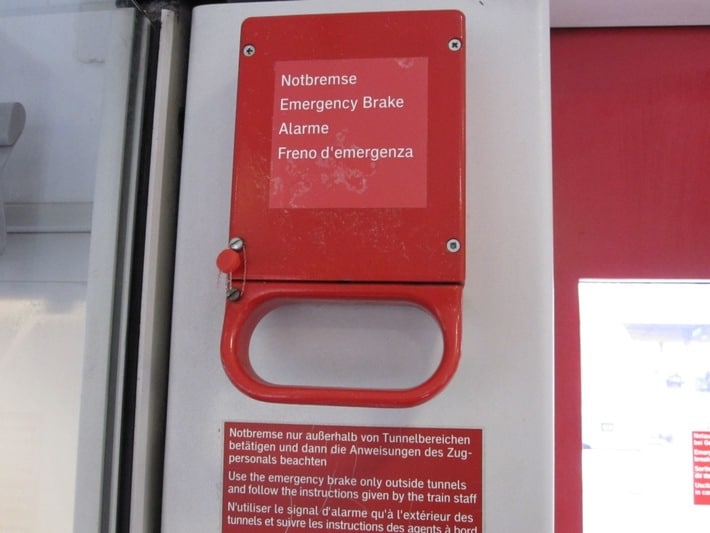 Notbremse
Emergency Brake
Alarme
Freno d'emergenza
Notbremse nur außerhalb von Tunnelbereichen
betätigen und dann die Anweisungen des Zug-
personals beachten
Use the emergency brake only outside tunnels
and follow the instructions given by the train staff
N'utiliser le signal d'alarme qu'à l'extérieur des
tunnels et suivre les instructions des agents à bord